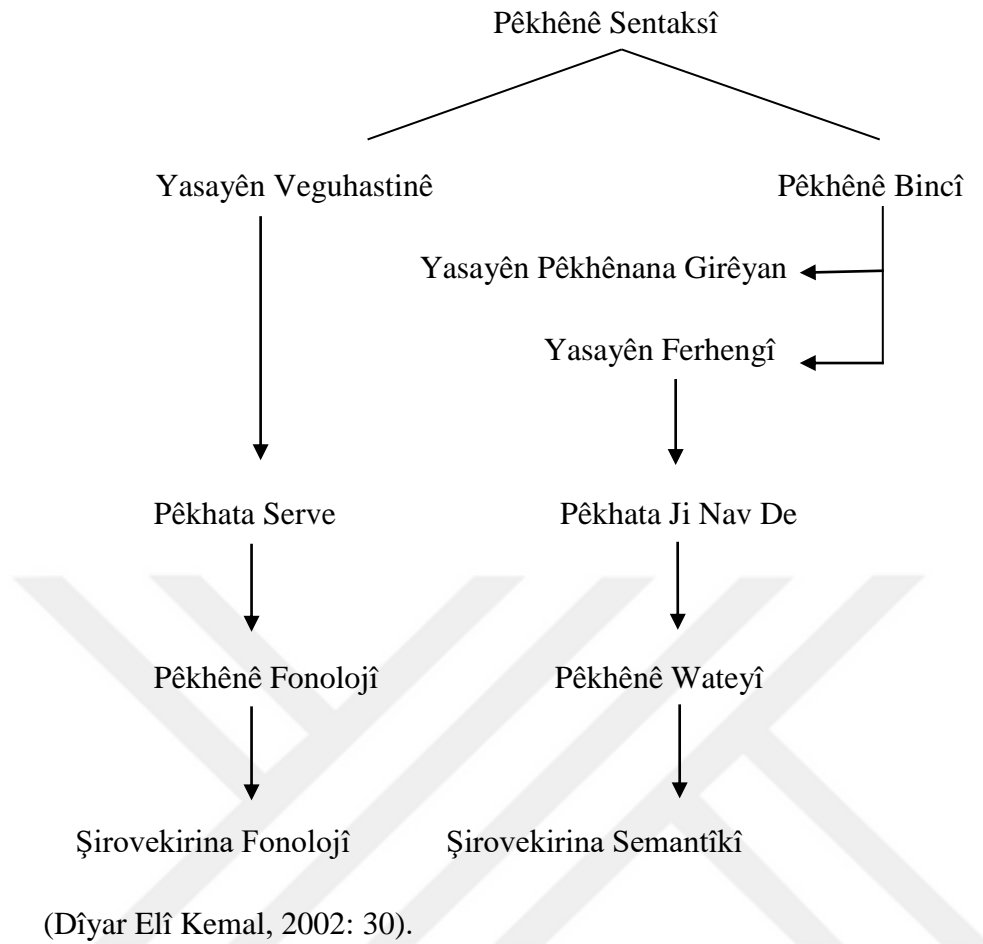 Pêkhênê Sentaksî
Yasayên Veguhastinê
Pêkhênê Bincî
Yasayên Pêkhênana Girêyan
Yasayên Ferhengî
Pêkhata Serve
Pêkhata Ji Nav De
Pêkhênê Fonolojî
Pêkhênê Wateyî
Şirovekirina Fonolojî
Şirovekirina Semantîkî
(Dîyar Elî Kemal, 2002: 30).